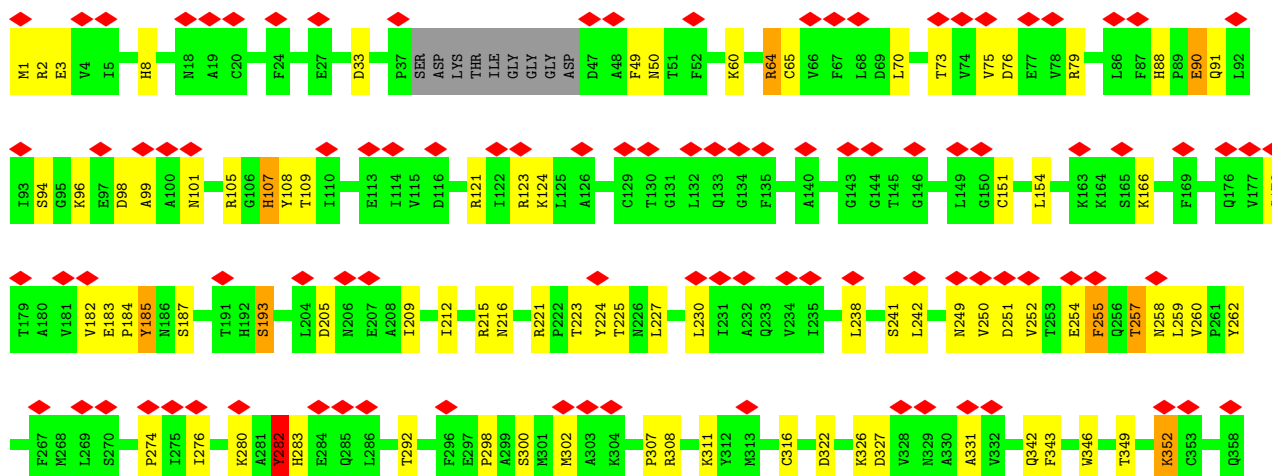 M1 R2 E3 V4 I5 H8 N18 A19 C20 F24 E27 D33 P37 SER ASP LYS THR ILE GLY GLY GLY ASP D47 A48 F49 N50 T51 F52 K60 R64 C65 V66 F67 L68 D69 L70 T73 V74 V75 D76 E77 V78 R79 L86 F87 H88 P89 E90 Q91 L92
I93 S94 G95 K96 E97 D98 A99 A100 N101 R105 G106 H107 Y108 T109 I110 E113 I114 V115 D116 R121 I122 R123 K124 L125 A126 C129 T130 G131 L132 Q133 G134 F135 A140 G143 G144 T145 G146 L149 G150 C151 L154 K163 K164 S165 K166 F169 Q176 V177
T179 A180 V181 V182 E183 P184 Y185 N186 S187 T191 H192 S193 L204 D205 N206 E207 A208 I209 I212 R215 N216 R221 P222 T223 Y224 T225 N226 L227 L230 I231 A232 Q233 V234 I235 L238 S241 L242 N249 V250 D251 V252 T253 E254 F255 Q256 T257 N258 L259 V260 P261 Y262
F267 M268 L269 S270 P274 I275 I276 K280 A281 Y282 H283 E284 Q285 L286 T292 F296 E297 P298 A299 S300 M301 M302 A303 K304 P307 R308 K311 Y312 M313 C316 D322 K326 D327 V328 N329 A330 A331 V332 Q342 F343 W346 T349 K352 C353 Q358